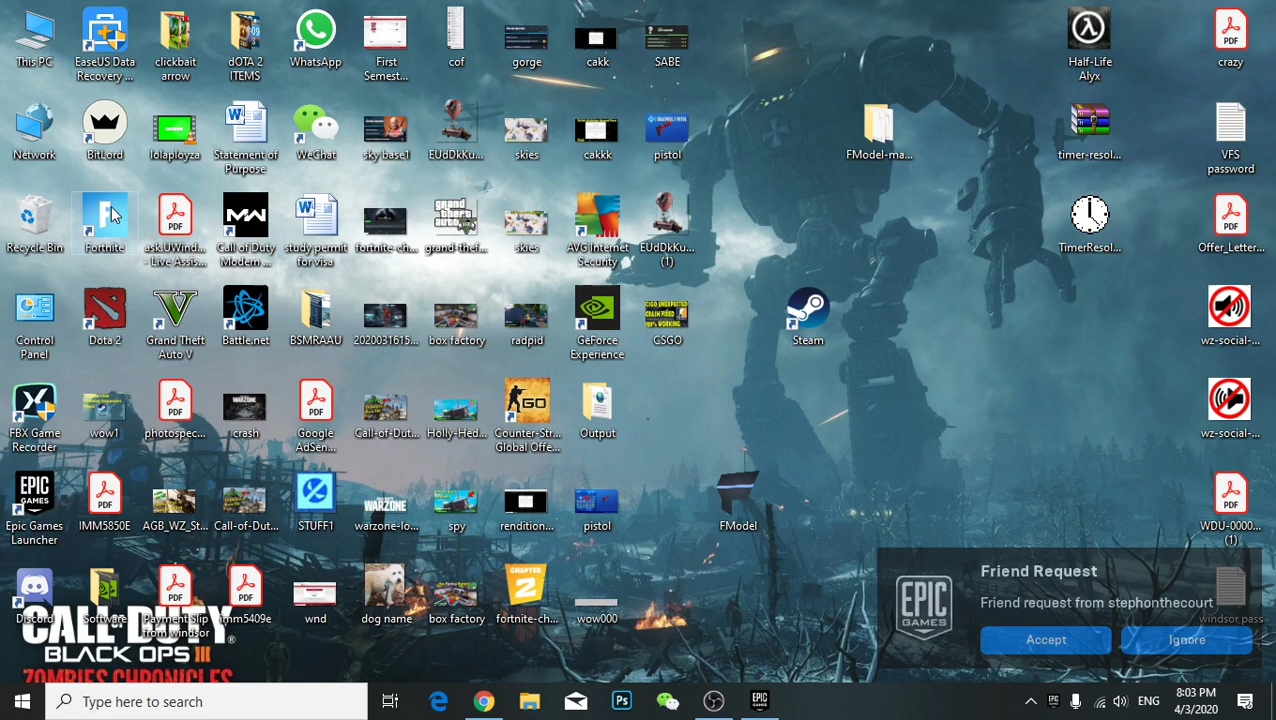 This PC
EaseUS Data
Recovery ...
clickbait
arrow
dOTA 2
ITEMS
WhatsApp
First
Semest...
cof
gorge
cakk
SABE
Half-Life
Alyx
crazy
Network
BitLord
lolaployza
Statement of
Purpose
WeChat
sky base1
EUdDkKu...
skies
cakkk
pistol
FModel-ma...
timer-resol...
VFS
password
Recycle Bin
Fortnite
askUWind...
- Live Assis...
Call of Duty
Modern ...
study permit
for visa
fortnite-ch...
grand-thef...
skies
AVG Internet
Security
EUdDkKu...
(1)
TimerResol...
Offer_Letter...
Control
Panel
Dota 2
Grand Theft
Auto V
Battle.net
BSMRAAU
2020031615...
box factory
radpid
GeForce
Experience
CSGO
Steam
wz-social-...
FBX Game
Recorder
wow1
photospec...
crash
Google
AdSen...
Call-of-Dut...
Holly-Hed...
Counter-Str...
Global Offe...
Output
wz-social-...
Epic Games
Launcher
IMM5850E
AGB_WZ_St...
Call-of-Dut...
STUFF1
warzone-lo...
spy
rendition...
pistol
FModel
WDU-0000...
(1)
Discord
Software
Payment Slip
from windsor
imm5409e
wnd
dog name
box factory
fortnite-ch...
wow000
windsor pass
CALL OF DUTY®
BLACK OPS III
ZOMBIES CHRONICLES
EPIC
GAMES
Friend Request
Friend request from stephonthecourt
Accept
Ignore
Type here to search
ENG
8:03 PM
4/3/2020